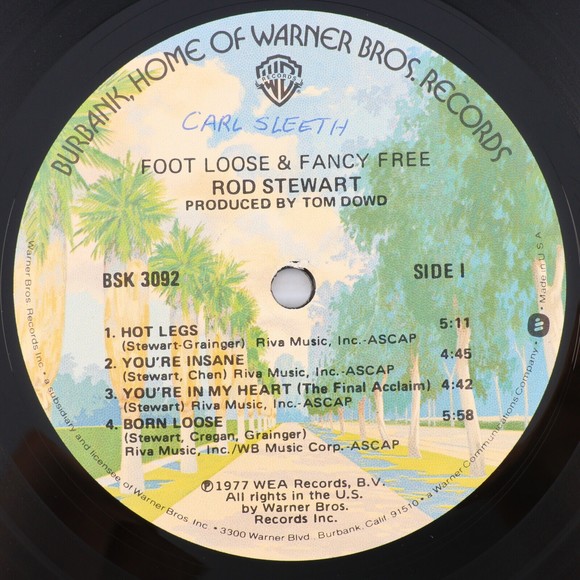 BURBANK, HOME OF WARNER BROS. RECORDS
WB
RECORDS
CARL SLEETH
FOOT LOOSE & FANCY FREE
ROD STEWART
PRODUCED BY TOM DOWD
BSK 3092
SIDE I
1. HOT LEGS 5:11
(Stewart-Grainger) Riva Music, Inc.-ASCAP
2. YOU'RE INSANE 4:45
(Stewart, Chen) Riva Music, Inc.-ASCAP
3. YOU'RE IN MY HEART (The Final Acclaim) 4:42
(Stewart) Riva Music, Inc.-ASCAP
4. BORN LOOSE 5:58
(Stewart, Cregan, Grainger)
Riva Music, Inc./WB Music Corp.-ASCAP
℗1977 WEA Records, B.V.
All rights in the U.S.
by Warner Bros.
Records Inc.
Warner Bros. Records Inc. • a subsidiary and licensee of Warner Bros. Inc. • 3300 Warner Blvd., Burbank, Calif. 91510 • a Warner Communications Company • Made in U.S.A.